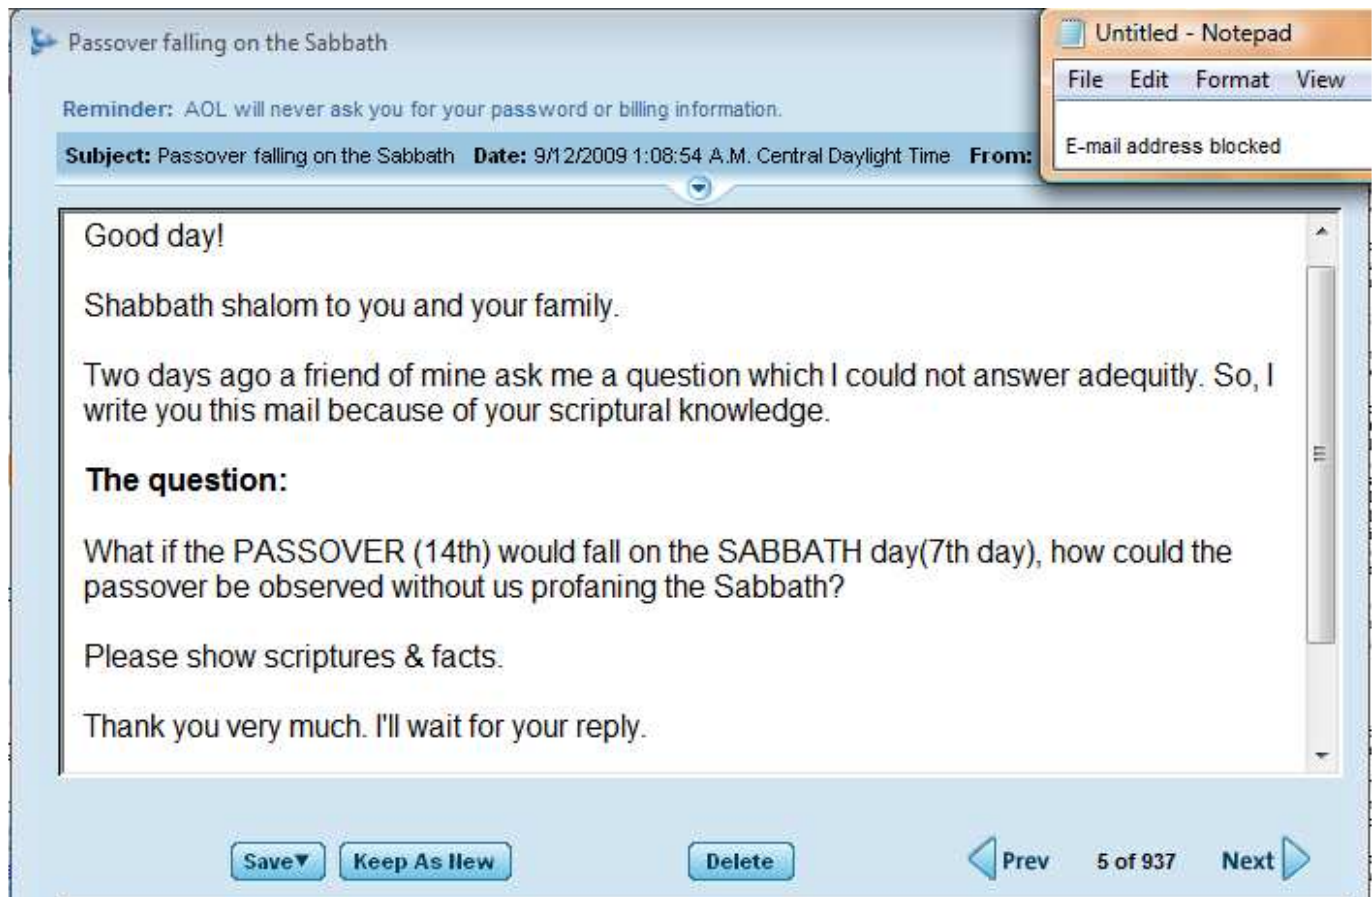 Passover falling on the Sabbath
Untitled - Notepad
File Edit Format View
E-mail address blocked
Reminder: AOL will never ask you for your password or billing information.
Subject: Passover falling on the Sabbath Date: 9/12/2009 1:08:54 A.M. Central Daylight Time From:
Good day!
Shabbath shalom to you and your family.
Two days ago a friend of mine ask me a question which I could not answer adequitly. So, I
write you this mail because of your scriptural knowledge.
The question:
What if the PASSOVER (14th) would fall on the SABBATH day(7th day), how could the
passover be observed without us profaning the Sabbath?
Please show scriptures & facts.
Thank you very much. I'll wait for your reply.
Save▼ Keep As New Delete Prev 5 of 937 Next